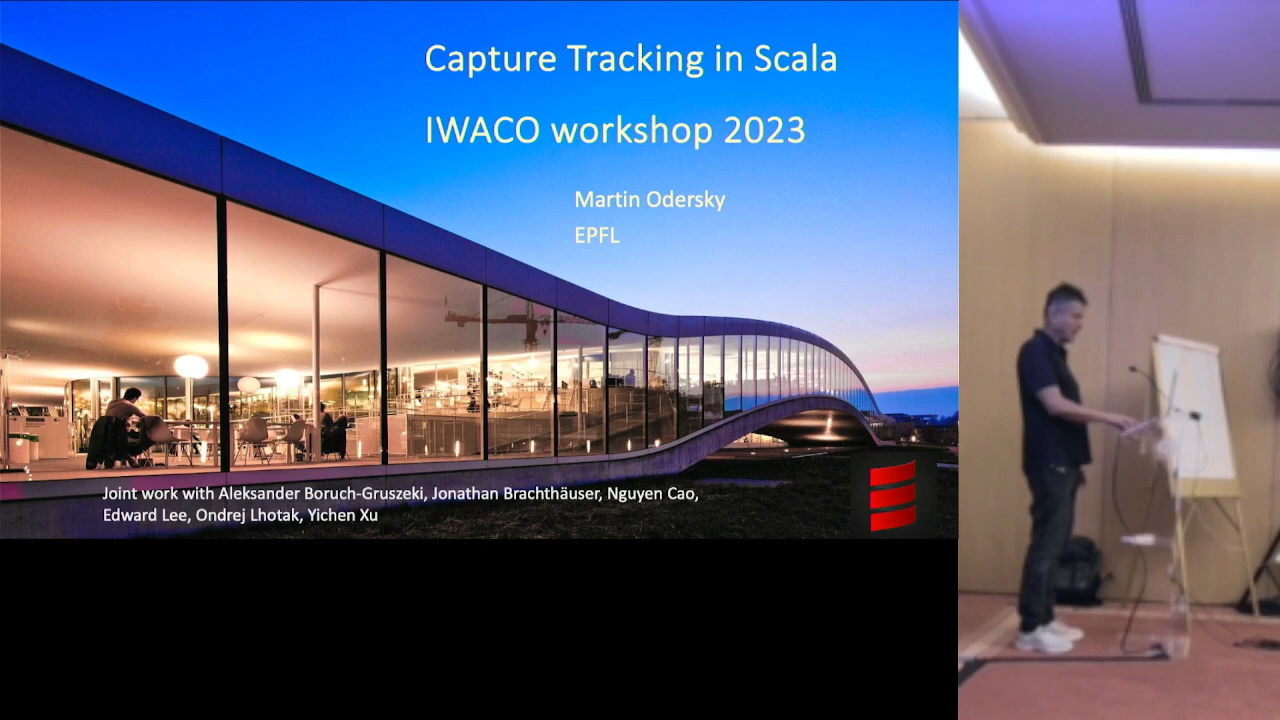 Capture Tracking in Scala
IWACO workshop 2023
Martin Odersky
EPFL
Joint work with Aleksander Boruch-Gruszeki, Jonathan Brachthäuser, Nguyen Cao,
Edward Lee, Ondrej Lhotak, Yichen Xu